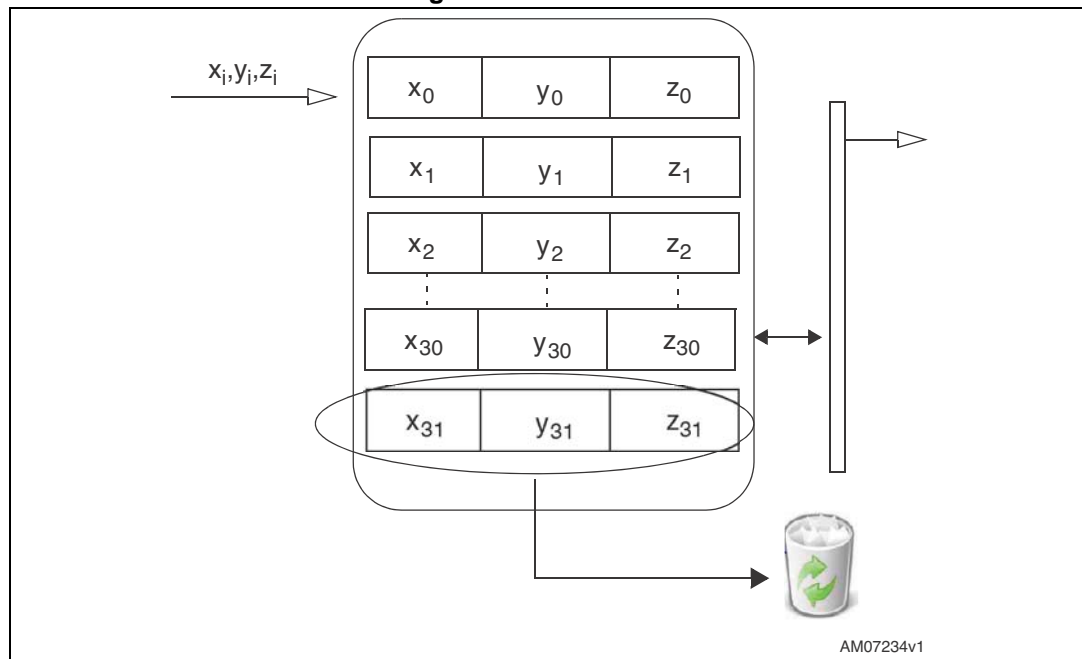 xᵢ,yᵢ,zᵢ
x₀ y₀ z₀
x₁ y₁ z₁
x₂ y₂ z₂
x₃₀ y₃₀ z₃₀
x₃₁ y₃₁ z₃₁
AM07234v1